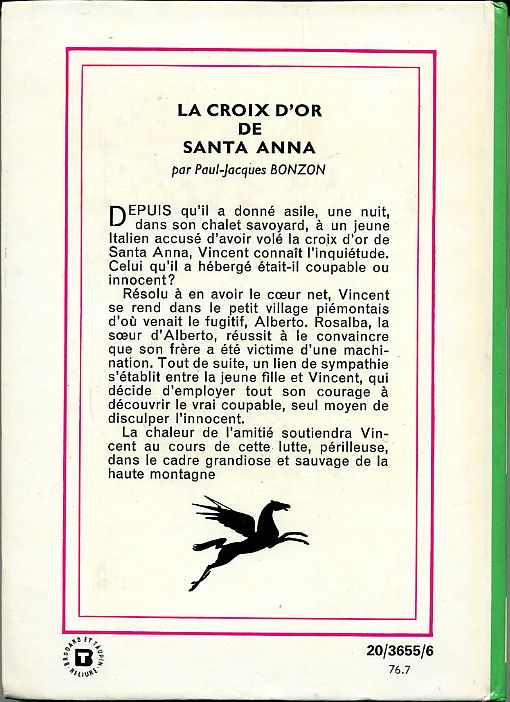 LA CROIX D'OR
DE
SANTA ANNA
par Paul-Jacques BONZON
DEPUIS qu'il a donné asile, une nuit,
dans son chalet savoyard, à un jeune
Italien accusé d'avoir volé la croix d'or de
Santa Anna, Vincent connaît l'inquiétude.
Celui qu'il a hébergé était-il coupable ou
innocent?
Résolu à en avoir le cœur net, Vincent
se rend dans le petit village piémontais
d'où venait le fugitif, Alberto. Rosalba, la
sœur d'Alberto, réussit à le convaincre
que son frère a été victime d'une machi-
nation. Tout de suite, un lien de sympathie
s'établit entre la jeune fille et Vincent, qui
décide d'employer tout son courage à
découvrir le vrai coupable, seul moyen de
disculper l'innocent.
La chaleur de l'amitié soutiendra Vin-
cent au cours de cette lutte, périlleuse,
dans le cadre grandiose et sauvage de la
haute montagne
BRODARD ET TAUPIN
RELIURE
20/3655/6
76.7